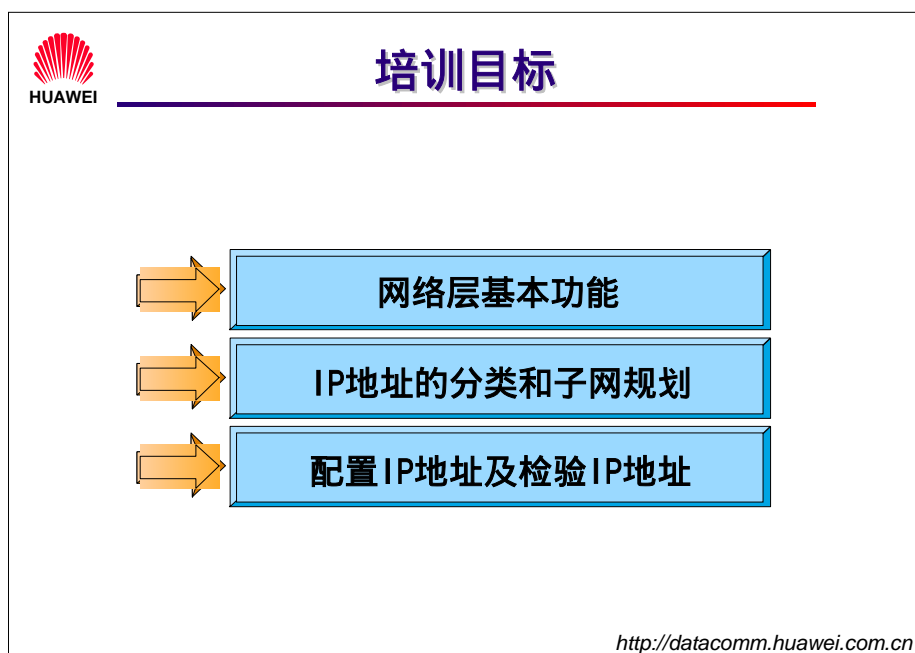 培训目标
HUAWEI
网络层基本功能
IP地址的分类和子网规划
配置IP地址及检验IP地址
http://datacomm.huawei.com.cn